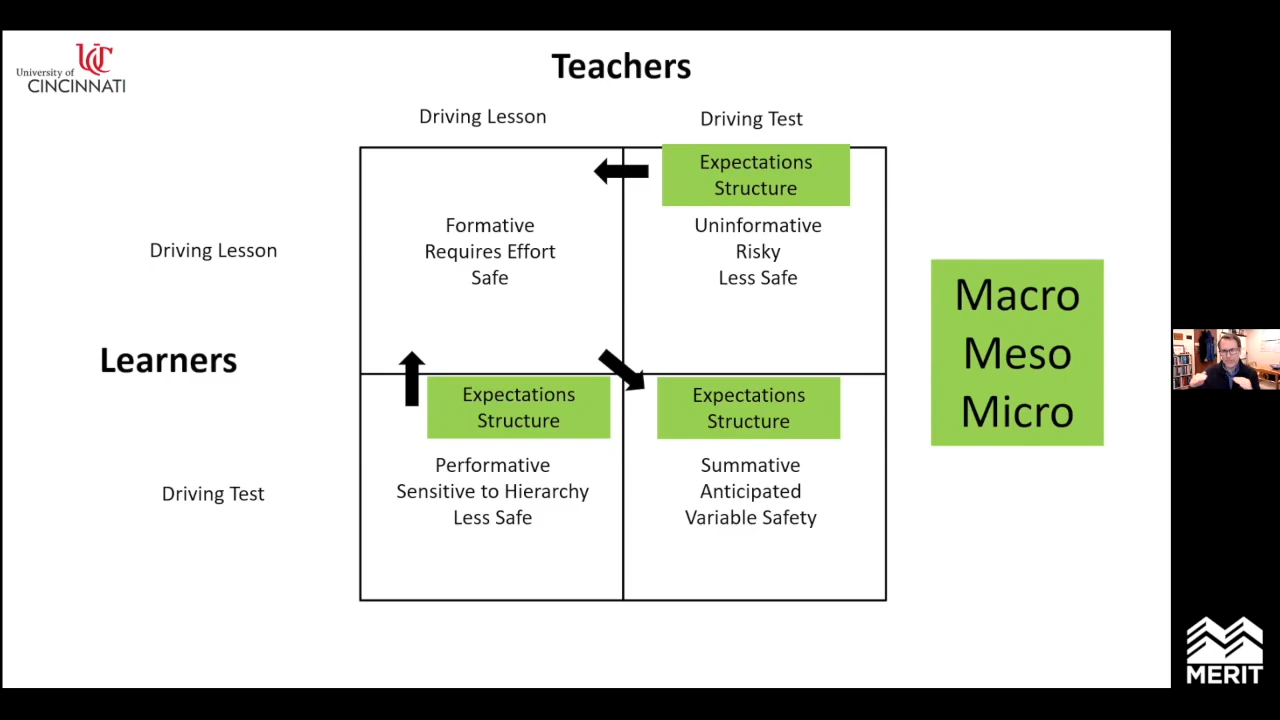 University of
CINCINNATI
Teachers
Driving Lesson
Driving Test
Expectations
Structure
Formative
Requires Effort
Safe
Uninformative
Risky
Less Safe
Driving Lesson
Learners
Macro
Meso
Micro
Expectations
Structure
Expectations
Structure
Performative
Sensitive to Hierarchy
Less Safe
Summative
Anticipated
Variable Safety
Driving Test
MERIT